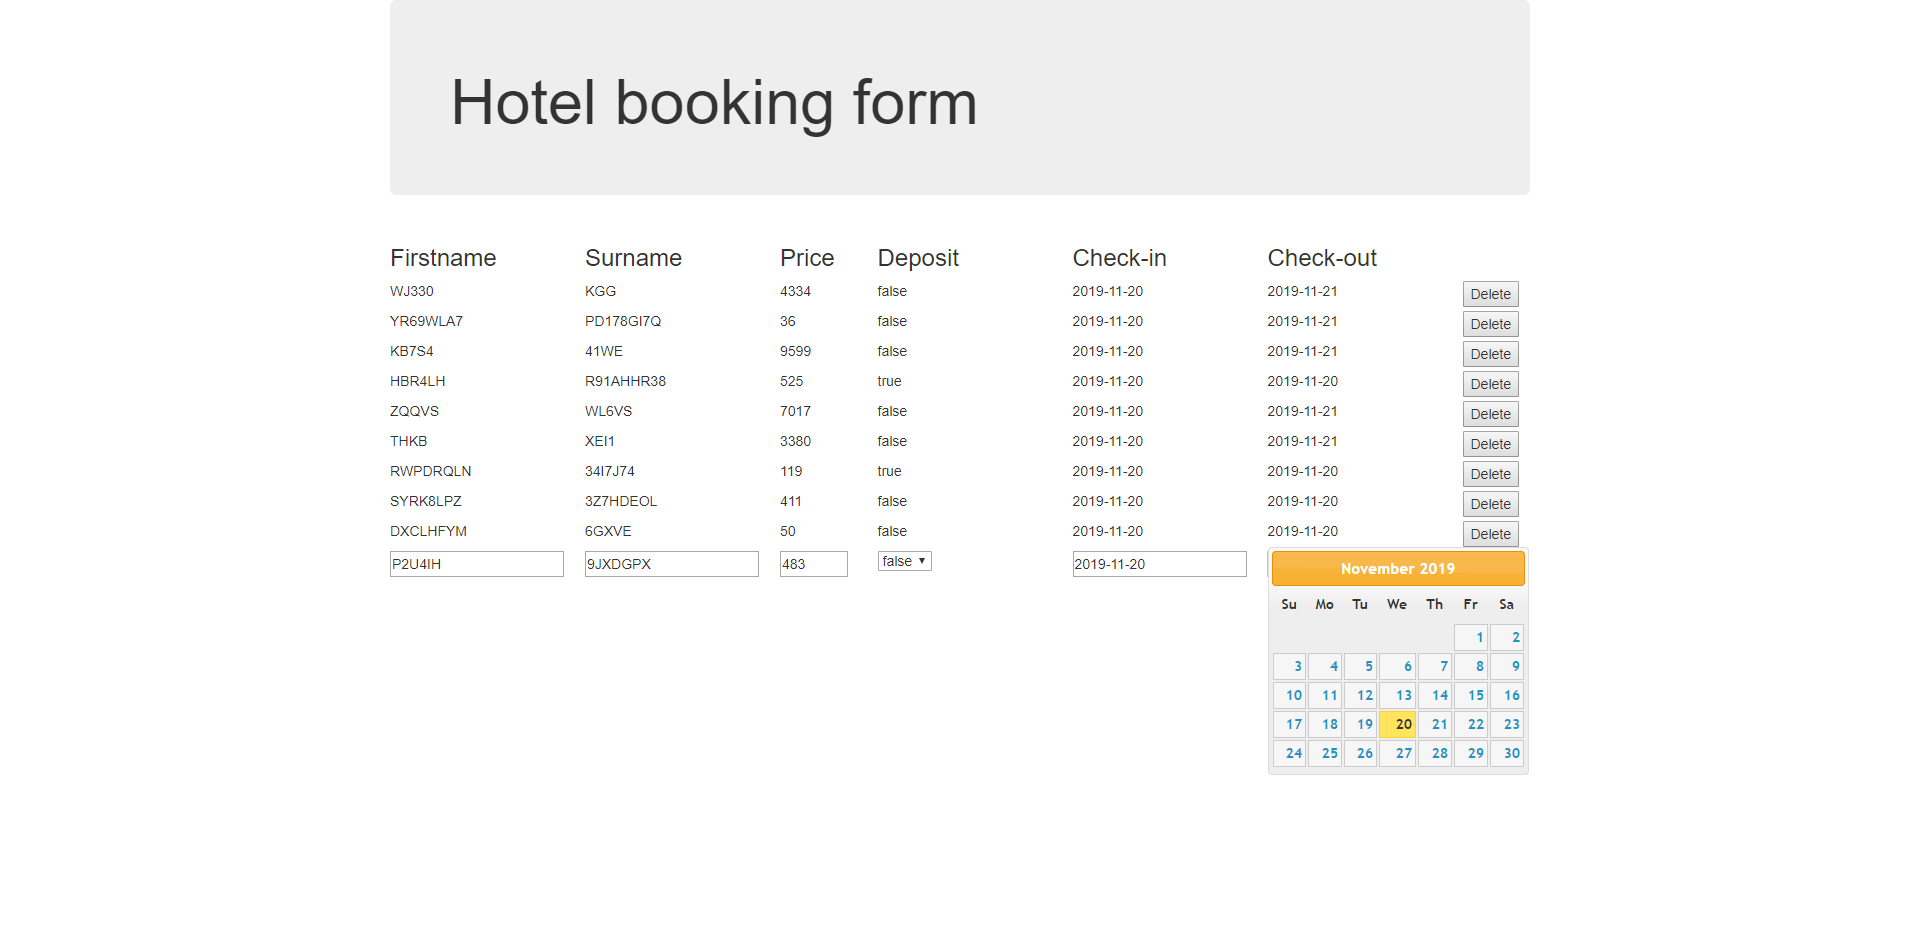 Hotel booking form
Firstname Surname Price Deposit Check-in Check-out
WJ330 KGG 4334 false 2019-11-20 2019-11-21 Delete
YR69WLA7 PD178GI7Q 36 false 2019-11-20 2019-11-21 Delete
KB7S4 41WE 9599 false 2019-11-20 2019-11-21 Delete
HBR4LH R91AHHR38 525 true 2019-11-20 2019-11-20 Delete
ZQQVS WL6VS 7017 false 2019-11-20 2019-11-21 Delete
THKB XEI1 3380 false 2019-11-20 2019-11-21 Delete
RWPDRQLN 34I7J74 119 true 2019-11-20 2019-11-20 Delete
SYRK8LPZ 3Z7HDEOL 411 false 2019-11-20 2019-11-20 Delete
DXCLHFYM 6GXVE 50 false 2019-11-20 2019-11-20 Delete
P2U4IH 9JXDGPX 483 false 2019-11-20
November 2019
Su Mo Tu We Th Fr Sa
1 2
3 4 5 6 7 8 9
10 11 12 13 14 15 16
17 18 19 20 21 22 23
24 25 26 27 28 29 30